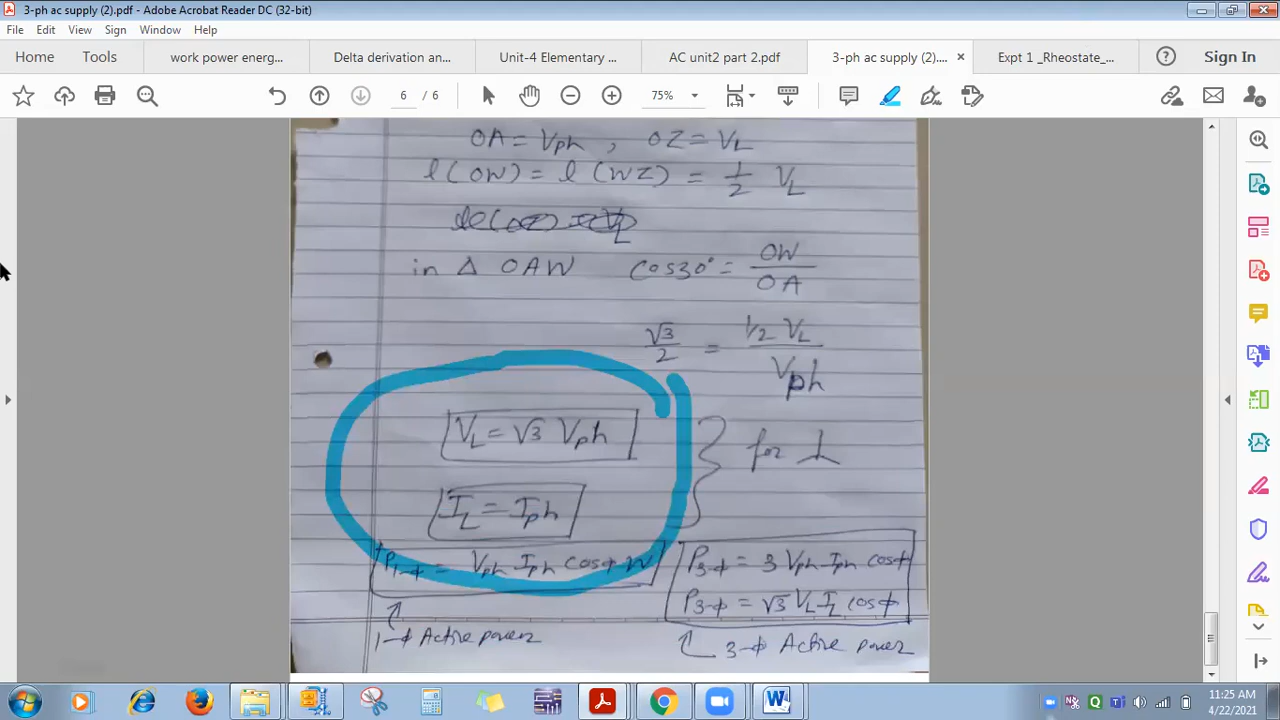 3-ph ac supply (2).pdf - Adobe Acrobat Reader DC (32-bit)
File Edit View Sign Window Help
Home Tools work power energ... Delta derivation an... Unit-4 Elementary ... AC unit2 part 2.pdf 3-ph ac supply (2).... × Expt 1 _Rheostate_... Sign In
6 / 6 75%
OA = Vph , OZ = VL
l(OW) = l(WZ) = 1/2 VL
in Δ OAW cos30° = OW/OA
√3/2 = 1/2 VL / Vph
VL = √3 Vph
IL = Iph
for
P1-φ = Vph Iph cosφ W
P3-φ = 3 Vph Iph cosφ
P3-φ = √3 VL IL cosφ
1-φ Active power
3-φ Active power
11:25 AM
4/22/2021